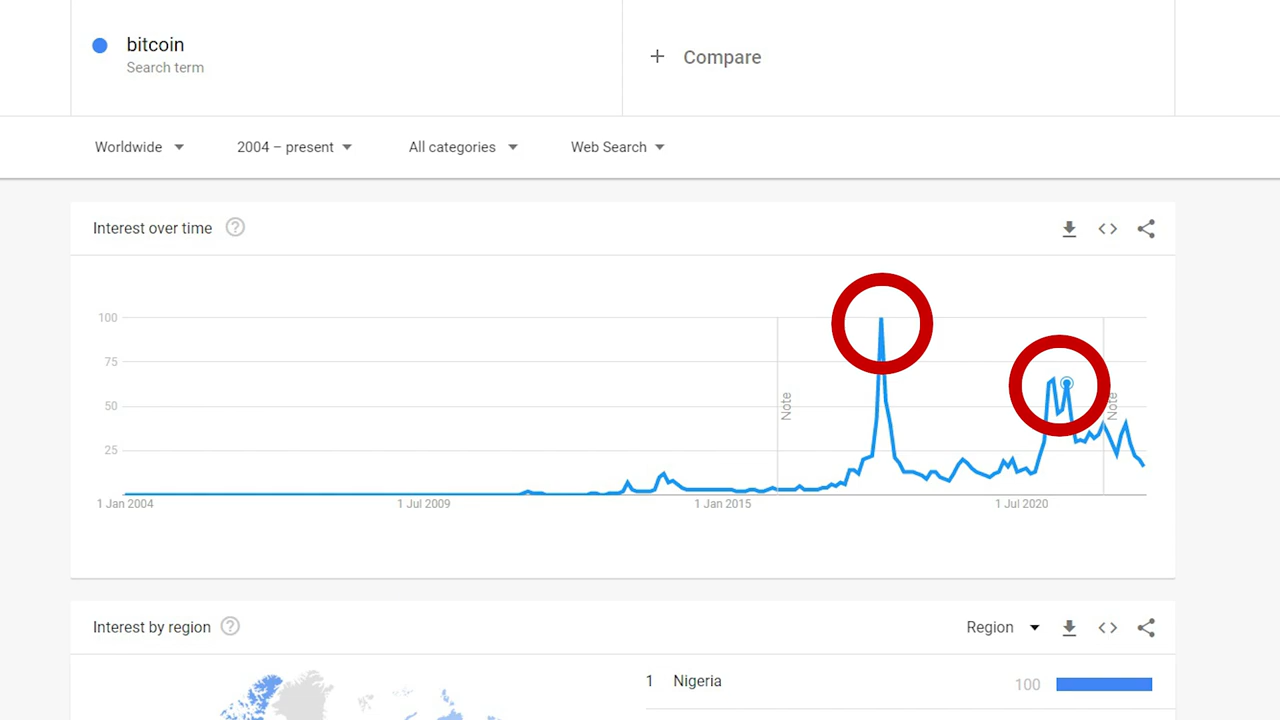 bitcoin
Search term
+ Compare
Worldwide
2004 – present
All categories
Web Search
Interest over time ?
100
75
50
25
Note
Note
1 Jan 2004
1 Jul 2009
1 Jan 2015
1 Jul 2020
Interest by region ?
Region
1 Nigeria
100